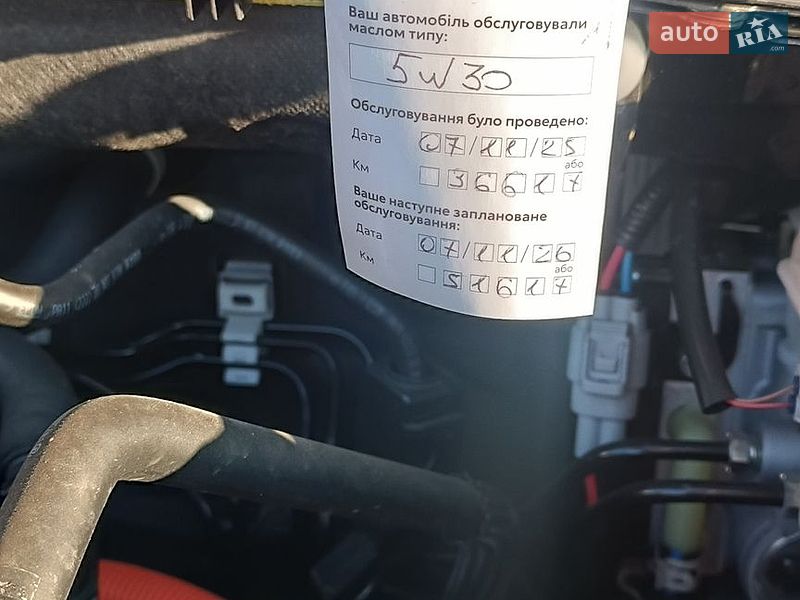 Ваш автомобіль обслуговували
маслом типу:
5w30
Обслуговування було проведено:
Дата 07/11/25
або
Км 36617
Ваше наступне заплановане
обслуговування:
Дата 07/11/26
або
Км 51617
auto RIA .com